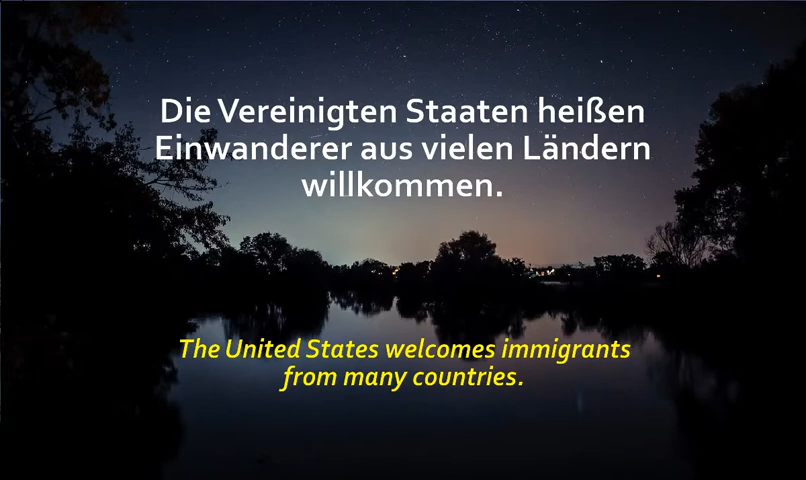 Die Vereinigten Staaten heißen
Einwanderer aus vielen Ländern
willkommen.
The United States welcomes immigrants
from many countries.